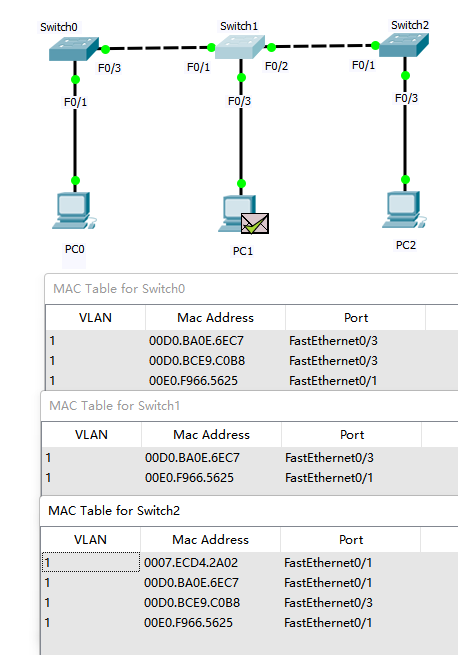 Switch0 Switch1 Switch2
F0/3 F0/1 F0/2 F0/1
F0/1 F0/3 F0/3
PC0 PC1 PC2
MAC Table for Switch0
VLAN Mac Address Port
1 00D0.BA0E.6EC7 FastEthernet0/3
1 00D0.BCE9.C0B8 FastEthernet0/3
1 00E0.F966.5625 FastEthernet0/1
MAC Table for Switch1
VLAN Mac Address Port
1 00D0.BA0E.6EC7 FastEthernet0/3
1 00E0.F966.5625 FastEthernet0/1
MAC Table for Switch2
VLAN Mac Address Port
1 0007.ECD4.2A02 FastEthernet0/1
1 00D0.BA0E.6EC7 FastEthernet0/1
1 00D0.BCE9.C0B8 FastEthernet0/3
1 00E0.F966.5625 FastEthernet0/1